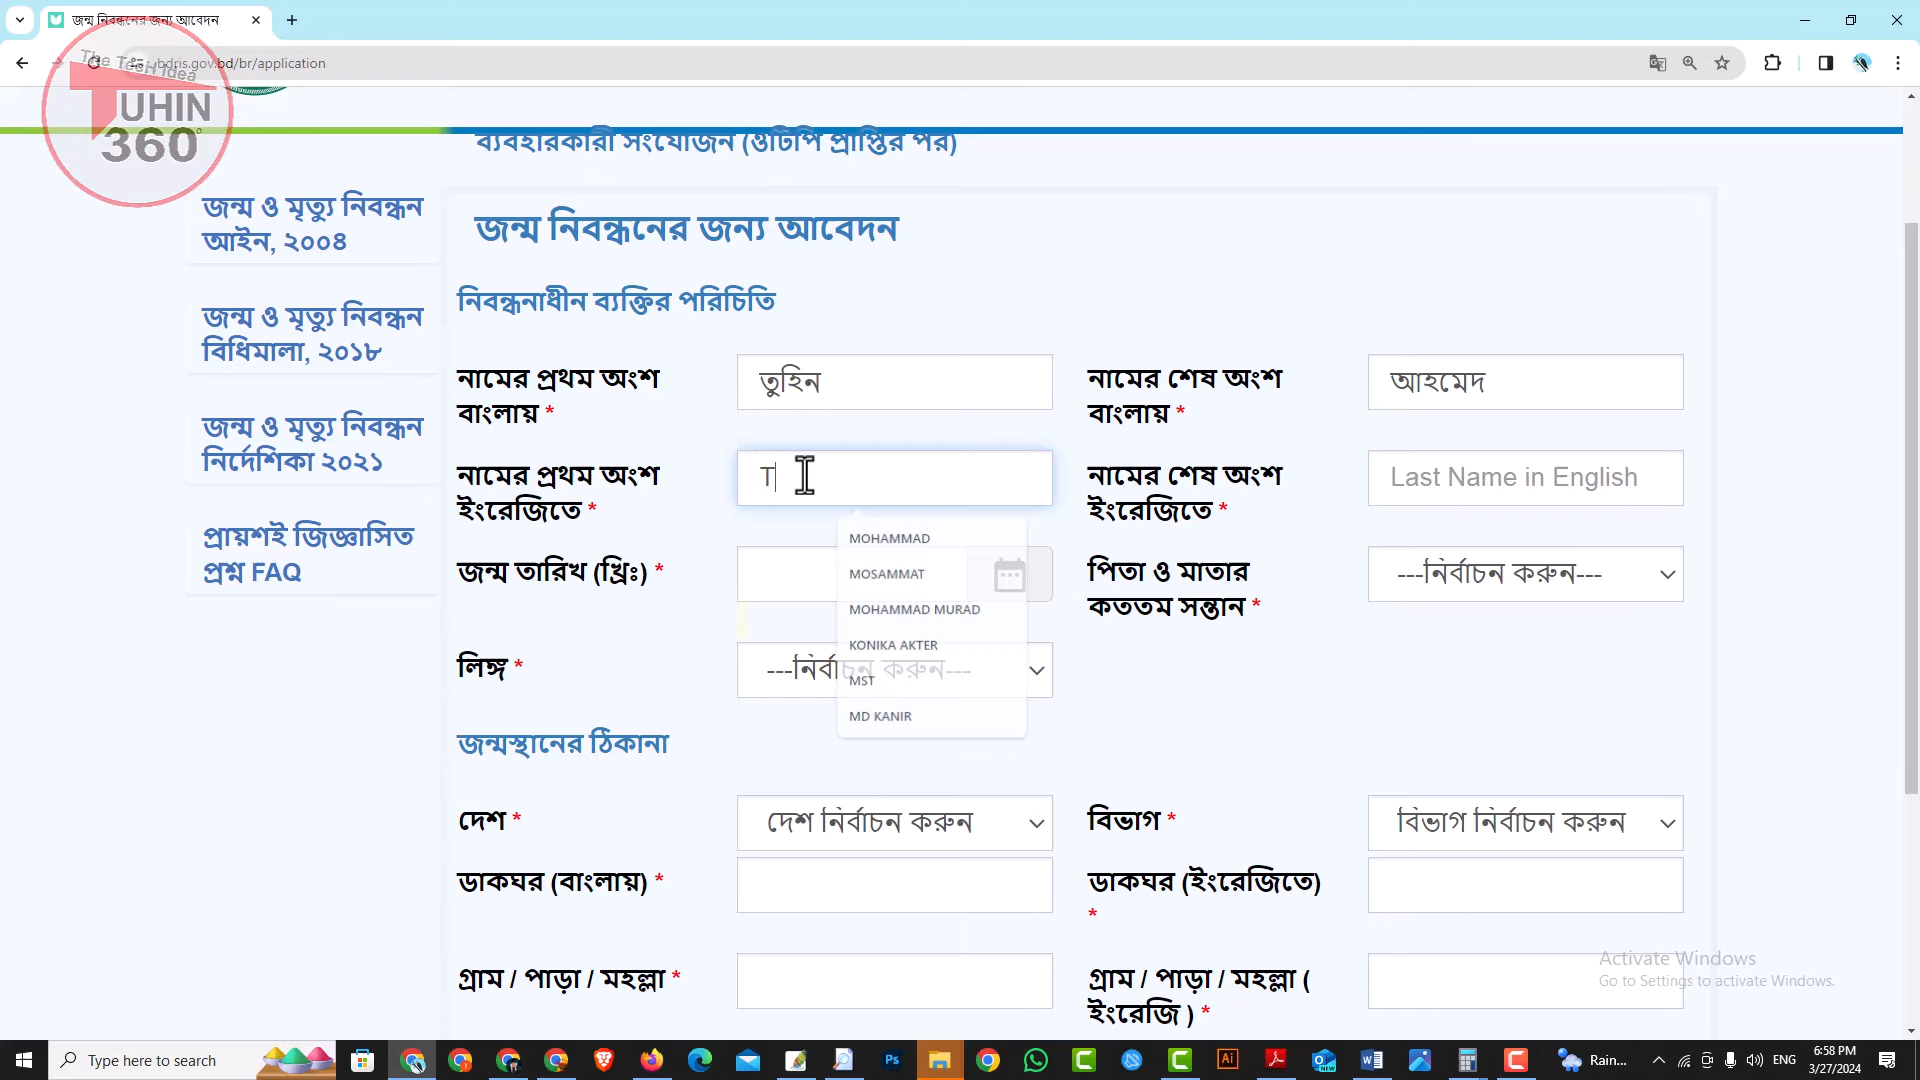 জন্ম নিবন্ধনের জন্য আবেদন
The Tech Idea
TUHIN
360°
bdris.gov.bd/br/application
ব্যবহারকারী সংযোজন (ওটিপি প্রাপ্তির পর)
জন্ম ও মৃত্যু নিবন্ধন
আইন, ২০০৪
জন্ম ও মৃত্যু নিবন্ধন
বিধিমালা, ২০১৮
জন্ম ও মৃত্যু নিবন্ধন
নির্দেশিকা ২০২১
প্রায়শই জিজ্ঞাসিত
প্রশ্ন FAQ
জন্ম নিবন্ধনের জন্য আবেদন
নিবন্ধনাধীন ব্যক্তির পরিচিতি
নামের প্রথম অংশ
বাংলায় *
তুহিন
নামের শেষ অংশ
বাংলায় *
আহমেদ
নামের প্রথম অংশ
ইংরেজিতে *
T
নামের শেষ অংশ
ইংরেজিতে *
Last Name in English
MOHAMMAD
MOSAMMAT
MOHAMMAD MURAD
KONIKA AKTER
MST
MD KANIR
জন্ম তারিখ (খ্রিঃ) *
পিতা ও মাতার
কততম সন্তান *
---নির্বাচন করুন---
লিঙ্গ *
---নির্বাচন করুন---
জন্মস্থানের ঠিকানা
দেশ *
দেশ নির্বাচন করুন
বিভাগ *
বিভাগ নির্বাচন করুন
ডাকঘর (বাংলায়) *
ডাকঘর (ইংরেজিতে)
*
গ্রাম / পাড়া / মহল্লা *
গ্রাম / পাড়া / মহল্লা (
ইংরেজি ) *
Activate Windows
Go to Settings to activate Windows.
Type here to search
Ps
Ai
Rain...
ENG
6:58 PM
3/27/2024